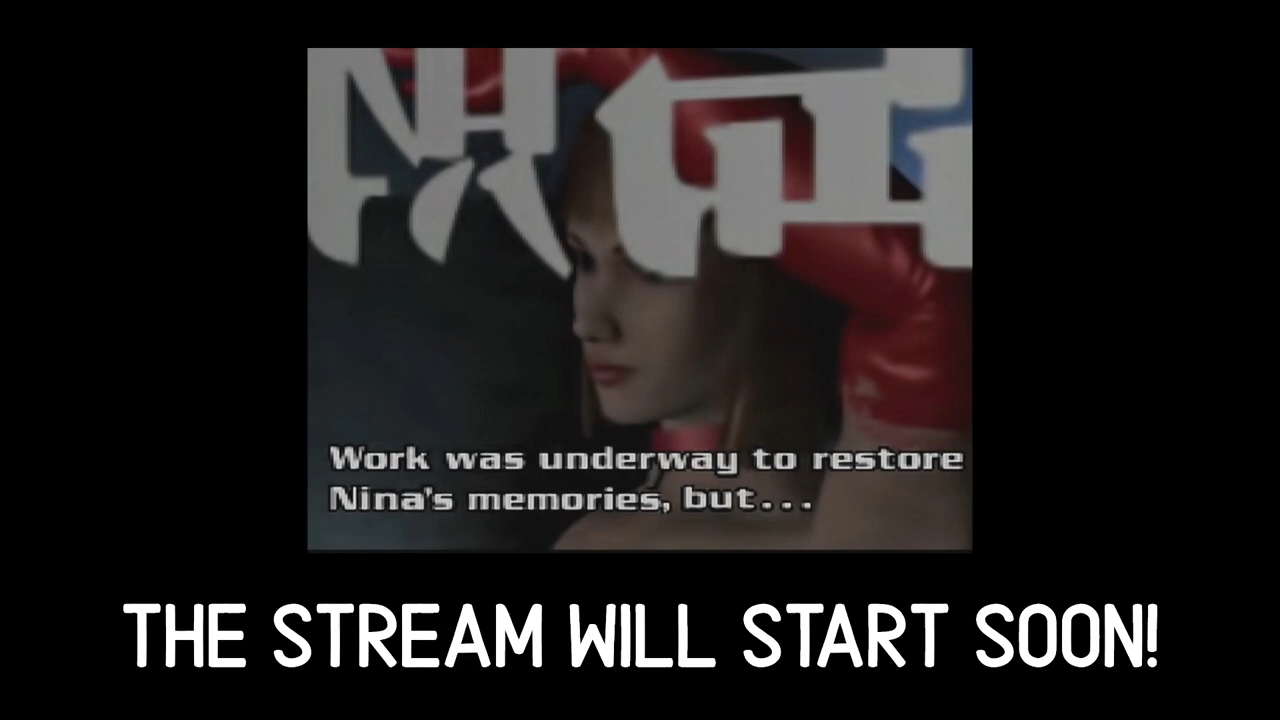 Work was underway to restore
Nina's memories, but...
THE STREAM WILL START SOON!